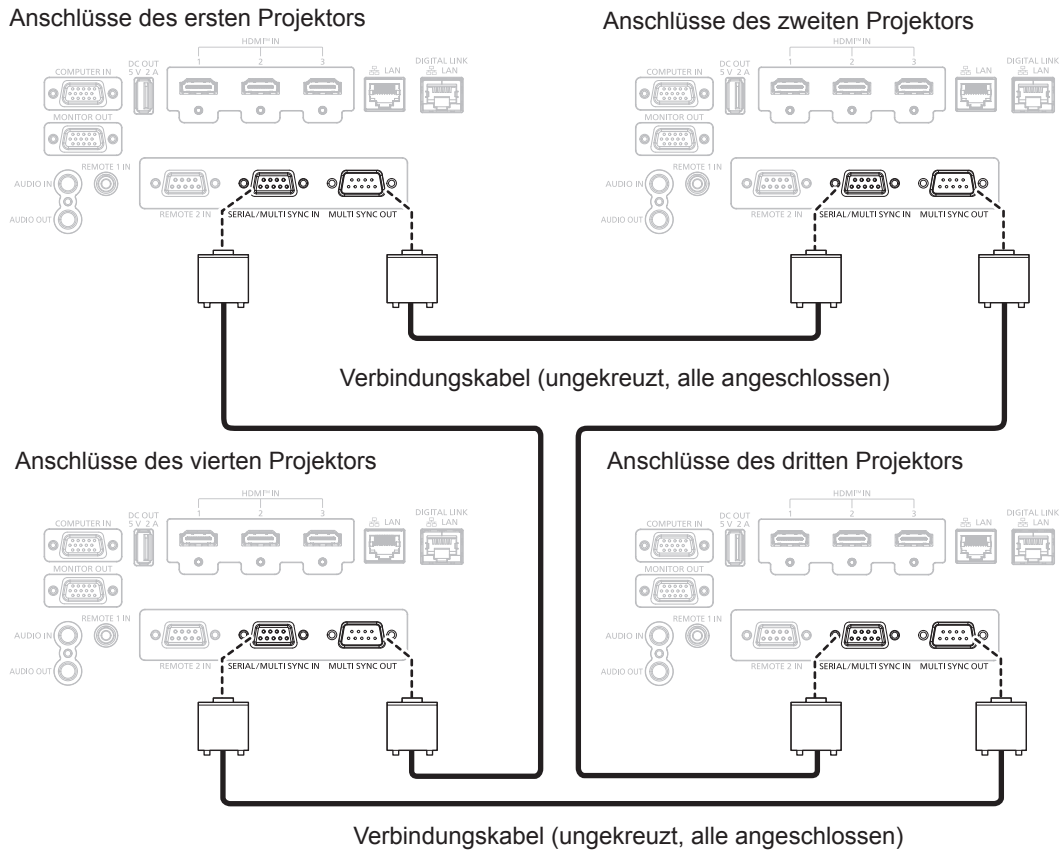 Anschlüsse des ersten Projektors
HDMI™ IN
DC OUT
5 V 2 A
1 2 3
DIGITAL LINK
COMPUTER IN
LAN
LAN
MONITOR OUT
REMOTE 1 IN
AUDIO IN
AUDIO OUT
REMOTE 2 IN
SERIAL/MULTI SYNC IN
MULTI SYNC OUT
Anschlüsse des zweiten Projektors
HDMI™ IN
DC OUT
5 V 2 A
1 2 3
DIGITAL LINK
COMPUTER IN
LAN
LAN
MONITOR OUT
REMOTE 1 IN
AUDIO IN
AUDIO OUT
REMOTE 2 IN
SERIAL/MULTI SYNC IN
MULTI SYNC OUT
Verbindungskabel (ungekreuzt, alle angeschlossen)
Anschlüsse des vierten Projektors
HDMI™ IN
DC OUT
5 V 2 A
1 2 3
DIGITAL LINK
COMPUTER IN
LAN
LAN
MONITOR OUT
REMOTE 1 IN
AUDIO IN
AUDIO OUT
REMOTE 2 IN
SERIAL/MULTI SYNC IN
MULTI SYNC OUT
Anschlüsse des dritten Projektors
HDMI™ IN
DC OUT
5 V 2 A
1 2 3
DIGITAL LINK
COMPUTER IN
LAN
LAN
MONITOR OUT
REMOTE 1 IN
AUDIO IN
AUDIO OUT
REMOTE 2 IN
SERIAL/MULTI SYNC IN
MULTI SYNC OUT
Verbindungskabel (ungekreuzt, alle angeschlossen)